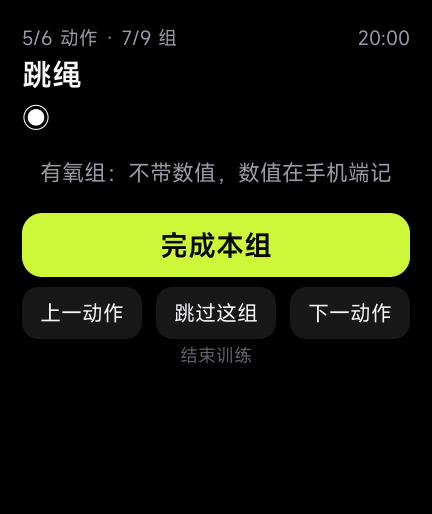 5/6 动作 · 7/9 组 20:00
跳绳
有氧组：不带数值，数值在手机端记
完成本组
上一动作 跳过这组 下一动作
结束训练